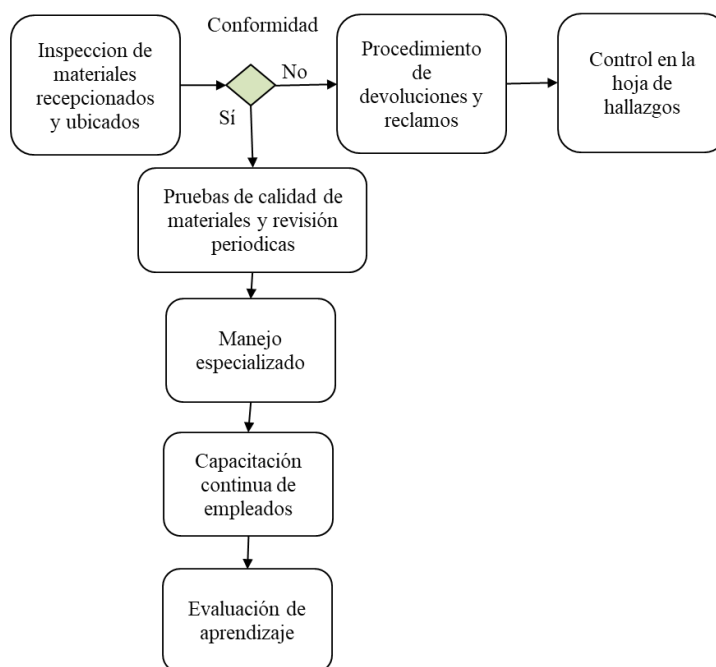 Inspeccion de
materiales
recepcionados
y ubicados
Conformidad
No
Sí
Procedimiento
de
devoluciones y
reclamos
Control en la
hoja de
hallazgos
Pruebas de calidad de
materiales y revisión
periodicas
Manejo
especializado
Capacitación
continua de
empleados
Evaluación de
aprendizaje